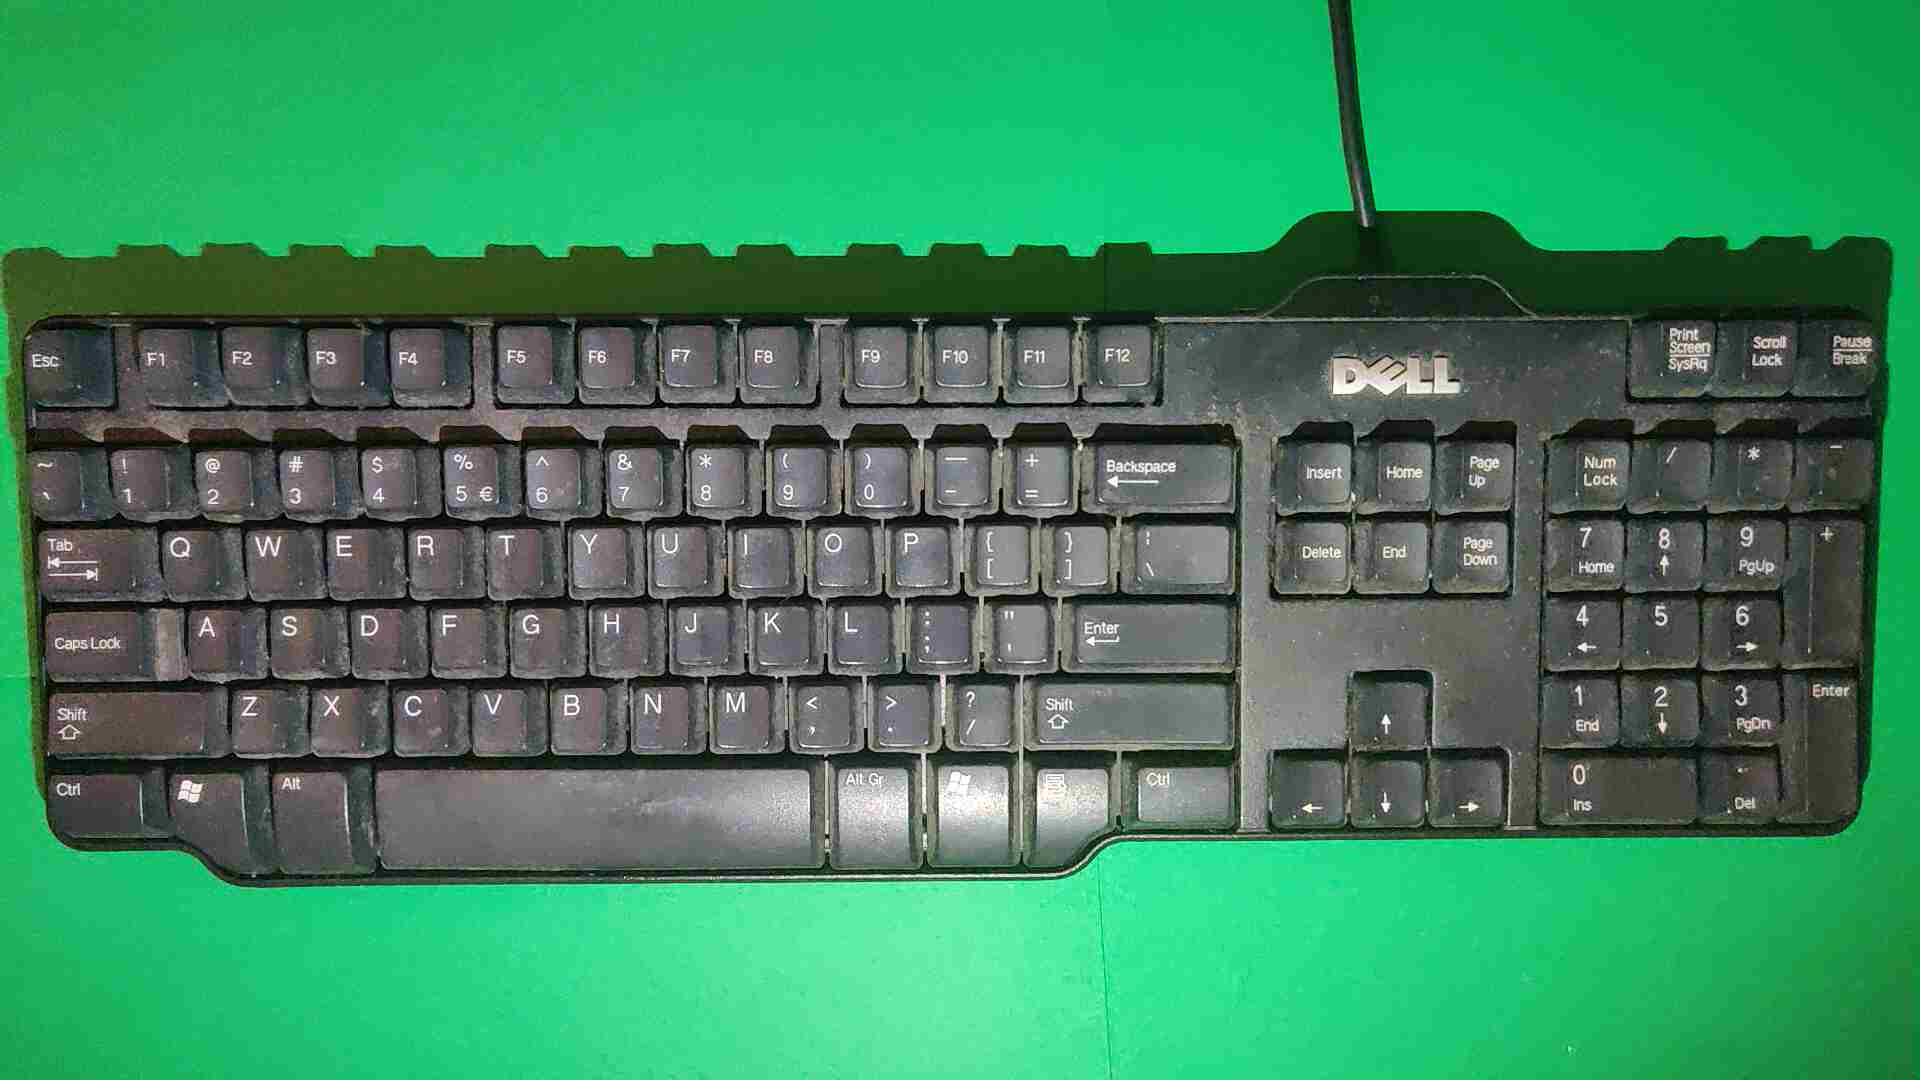 Esc F1 F2 F3 F4 F5 F6 F7 F8 F9 F10 F11 F12 Print Screen SysRq Scroll Lock Pause Break
DELL
~ ! @ # $ % ^ & * ( ) — +
` 1 2 3 4 5 € 6 7 8 9 0 - = Backspace Insert Home Page Up Num Lock / * -
Tab Q W E R T Y U I O P { [ } ] ¦ \ Delete End Page Down 7 Home 8 9 PgUp +
Caps Lock A S D F G H J K L : ; " ' Enter 4 5 6
Shift Z X C V B N M < , > . ? / Shift 1 End 2 3 PgDn Enter
Ctrl Alt Alt Gr Ctrl 0 Ins . Del